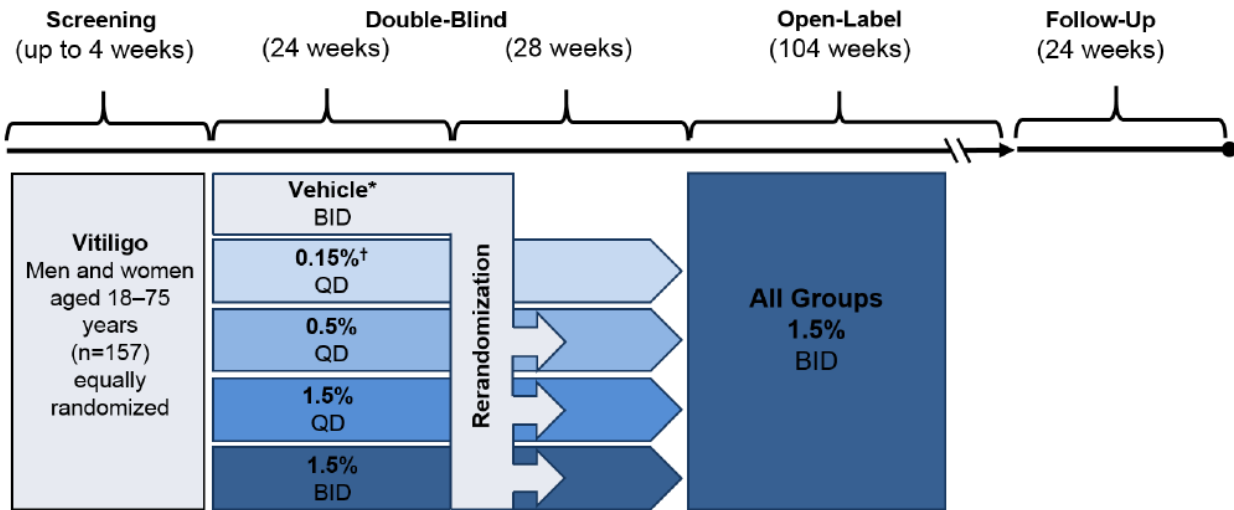 Screening
(up to 4 weeks)
Double-Blind
(24 weeks)
(28 weeks)
Open-Label
(104 weeks)
Follow-Up
(24 weeks)
Vitiligo
Men and women
aged 18–75
years
(n=157)
equally
randomized
Vehicle*
BID
0.15%†
QD
0.5%
QD
1.5%
QD
1.5%
BID
Rerandomization
All Groups
1.5%
BID